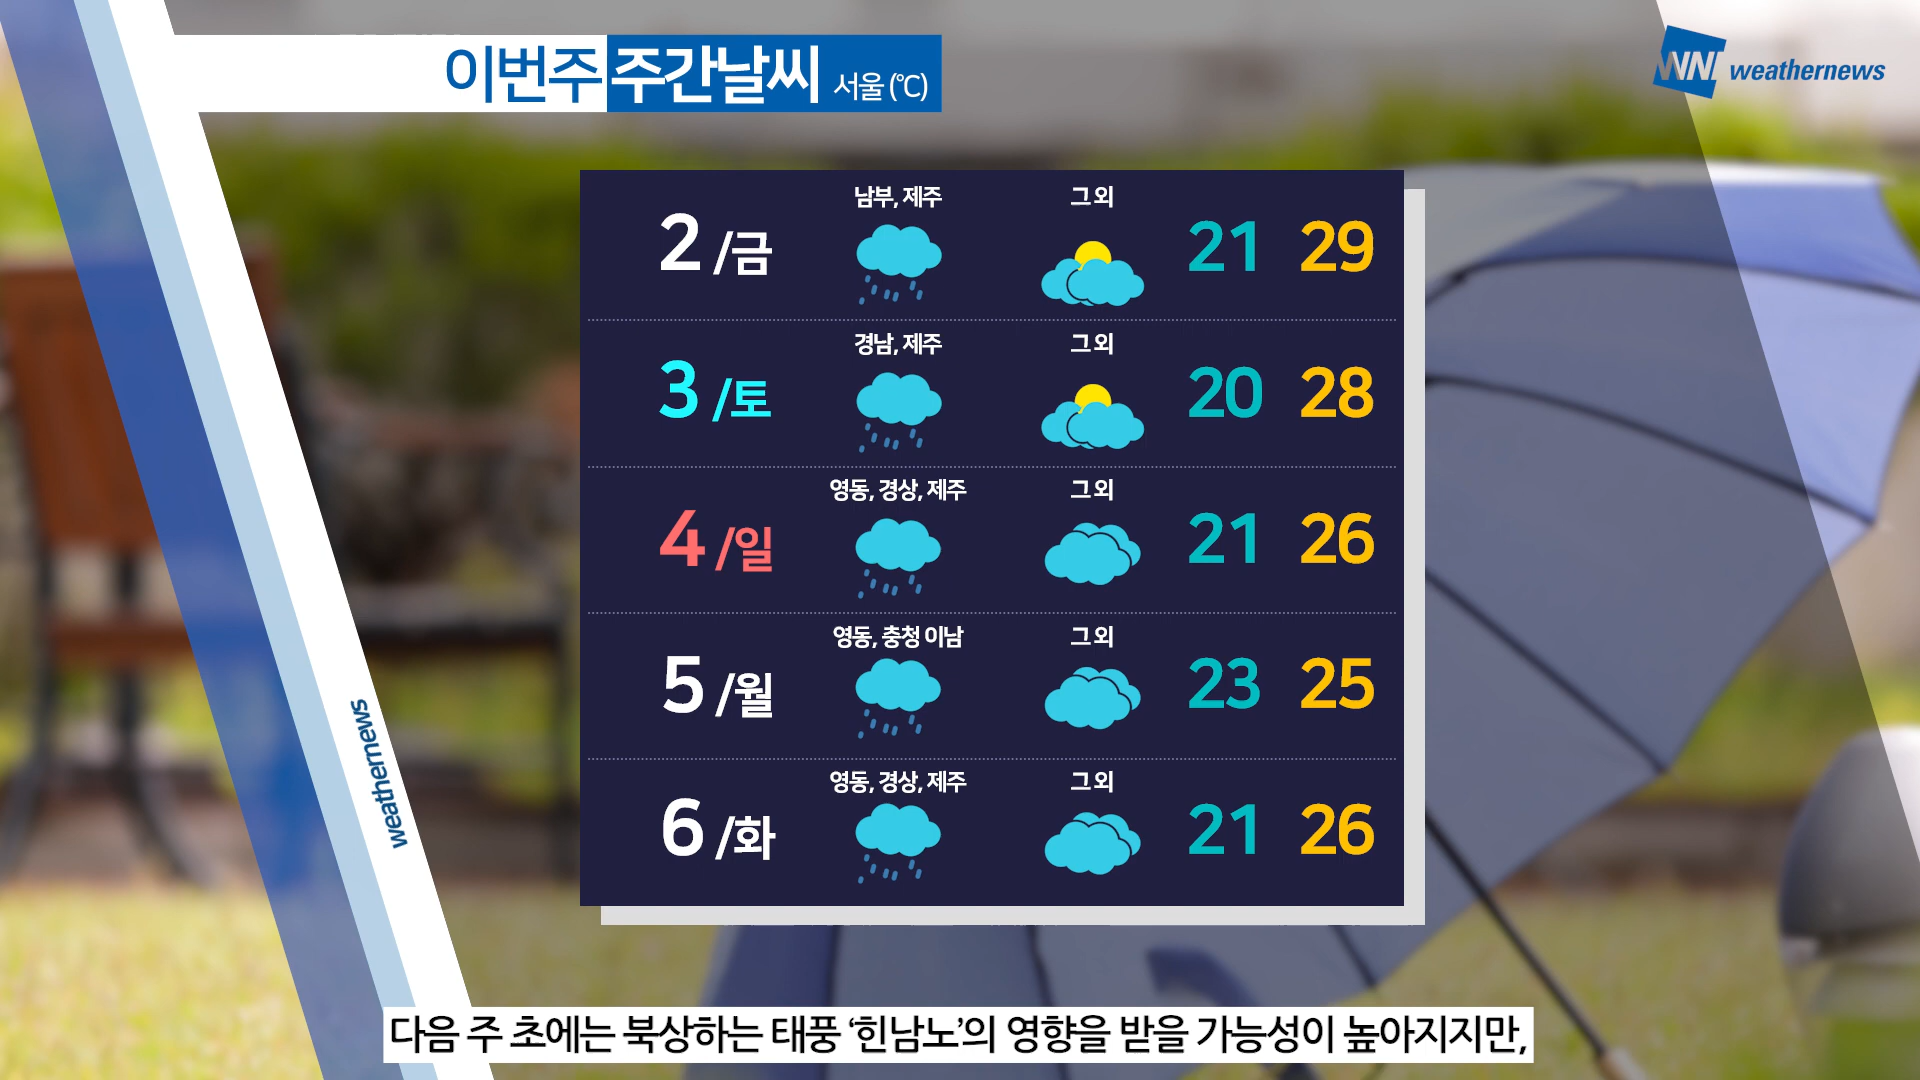 이번주 주간날씨 서울 (℃)
WNI weathernews
남부, 제주 그 외
2 /금 21 29
경남, 제주 그 외
3 /토 20 28
영동, 경상, 제주 그 외
4 /일 21 26
영동, 충청 이남 그 외
5 /월 23 25
영동, 경상, 제주 그 외
6 /화 21 26
weathernews
다음 주 초에는 북상하는 태풍 ‘힌남노’의 영향을 받을 가능성이 높아지지만,